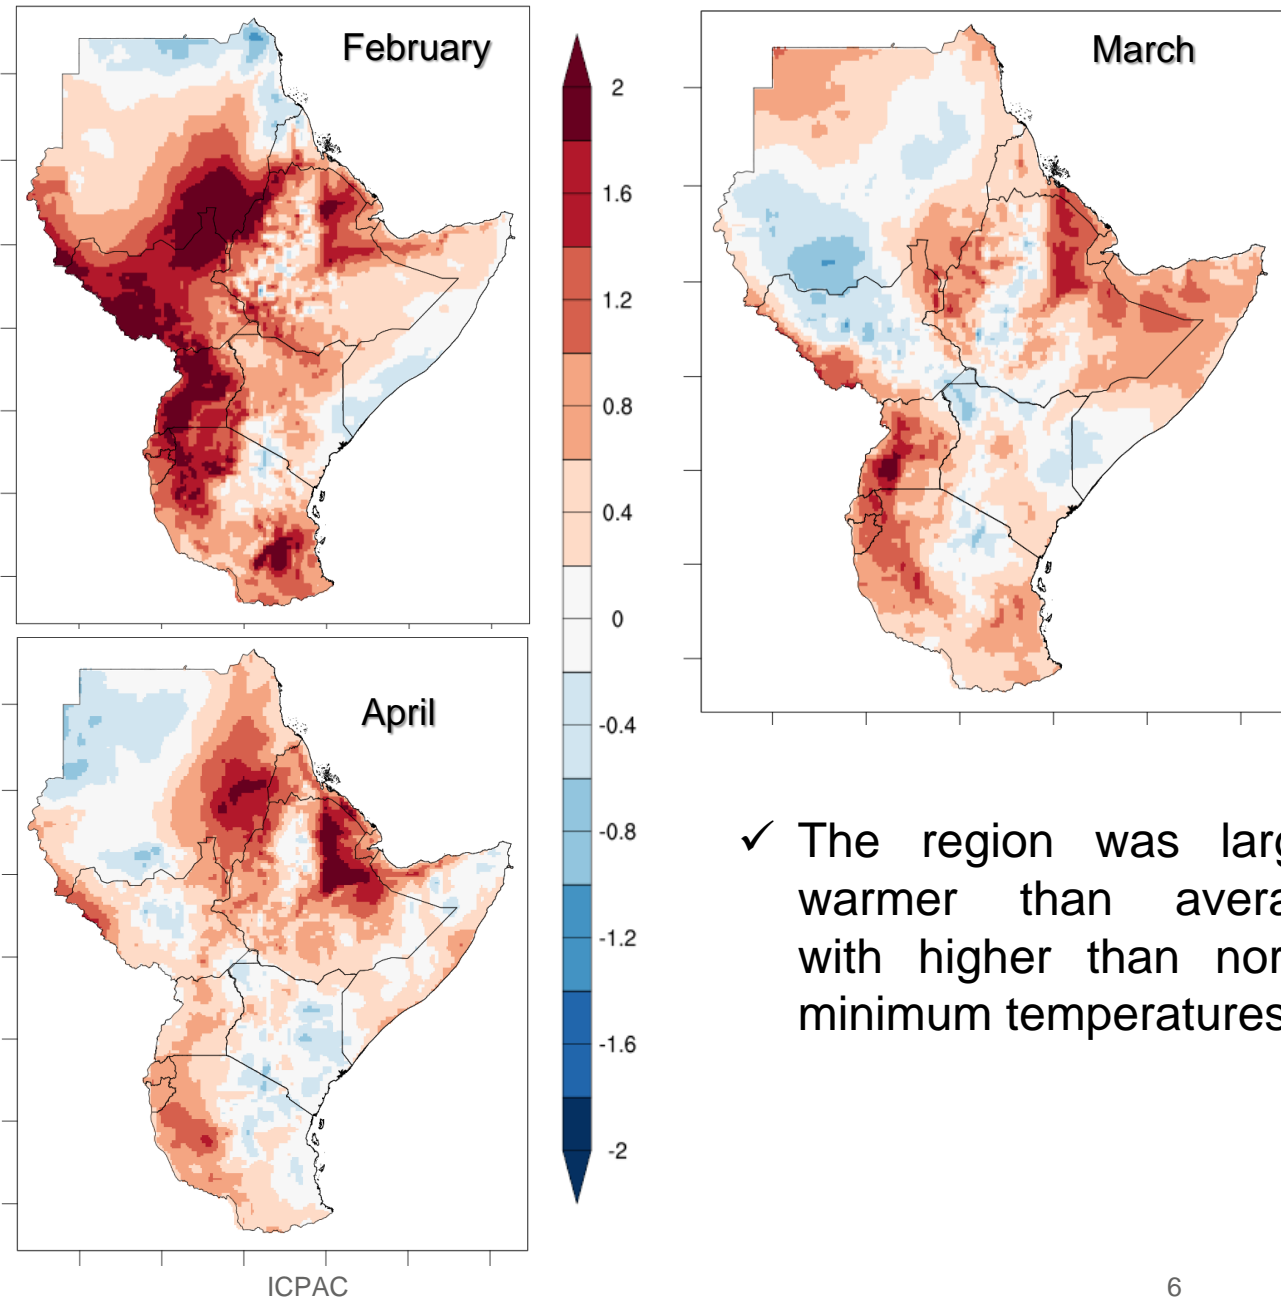 February
March
2
1.6
1.2
0.8
0.4
0
-0.4
-0.8
-1.2
-1.6
-2
April
✓ The region was larg
warmer than avera
with higher than nor
minimum temperatures
ICPAC
6